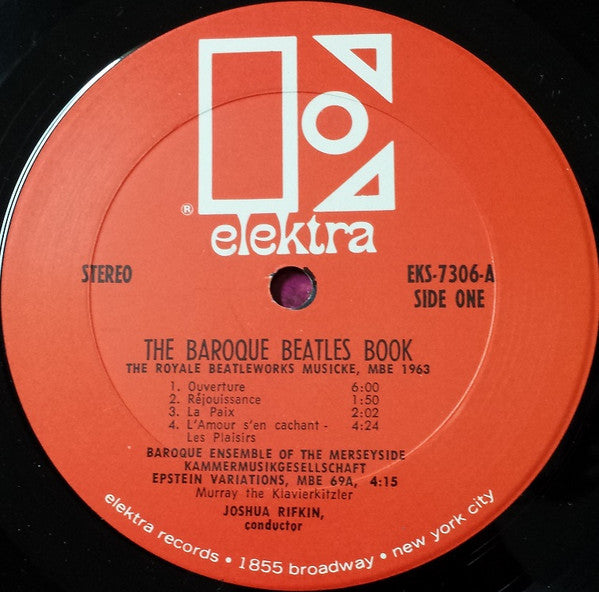 ® elektra
STEREO
EKS-7306-A
SIDE ONE
THE BAROQUE BEATLES BOOK
THE ROYALE BEATLEWORKS MUSICKE, MBE 1963
1. Ouverture 6:00
2. Réjouissance 1:50
3. La Paix 2:02
4. L'Amour s'en cachant - 4:24
Les Plaisirs
BAROQUE ENSEMBLE OF THE MERSEYSIDE
KAMMERMUSIKGESELLSCHAFT
EPSTEIN VARIATIONS, MBE 69A, 4:15
Murray the Klavierkitzler
JOSHUA RIFKIN,
conductor
elektra records • 1855 broadway • new york city